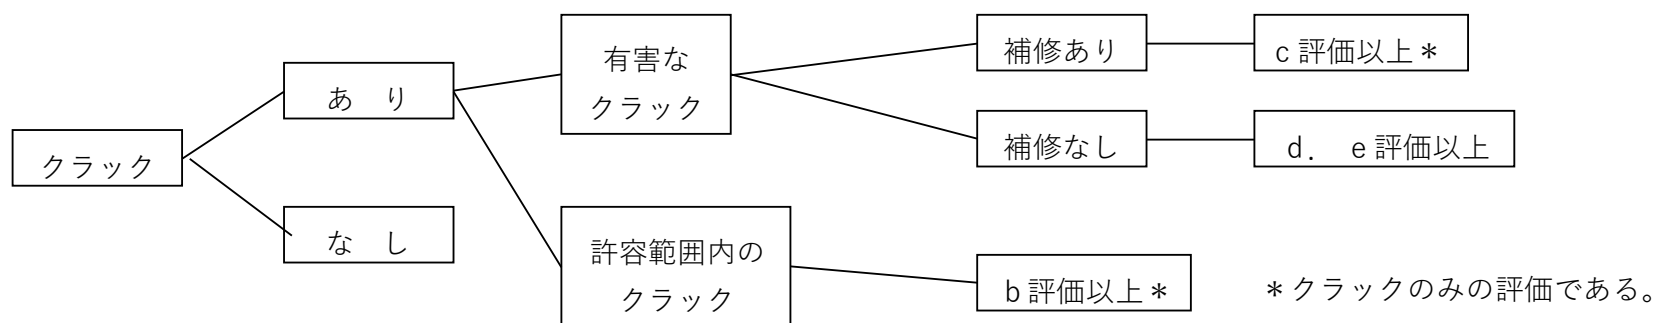 クラック
あ り
な し
有害な
クラック
許容範囲内の
クラック
補修あり
補修なし
c評価以上＊
d． e評価以上
b評価以上＊
＊クラックのみの評価である。